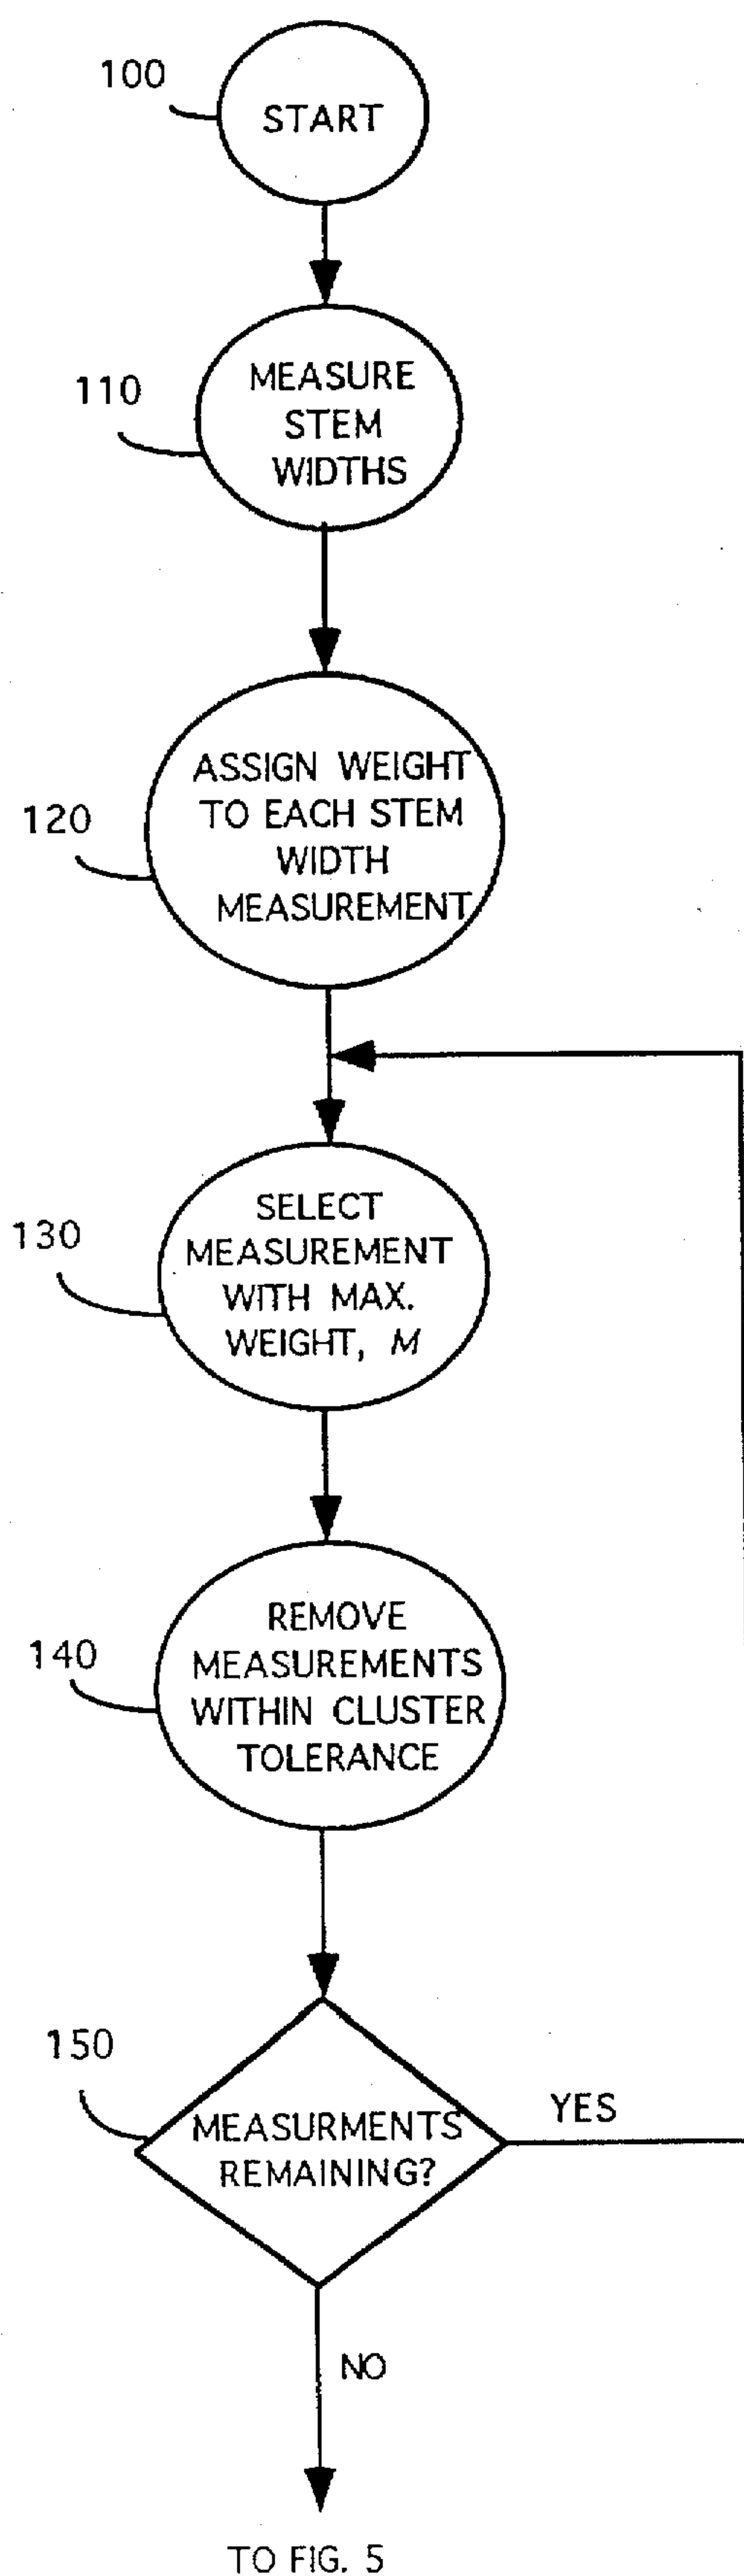 100
START
110
MEASURE
STEM
WIDTHS
120
ASSIGN WEIGHT
TO EACH STEM
WIDTH
MEASUREMENT
130
SELECT
MEASUREMENT
WITH MAX.
WEIGHT, M
140
REMOVE
MEASUREMENTS
WITHIN CLUSTER
TOLERANCE
150
MEASURMENTS
REMAINING?
YES
NO
TO FIG. 5